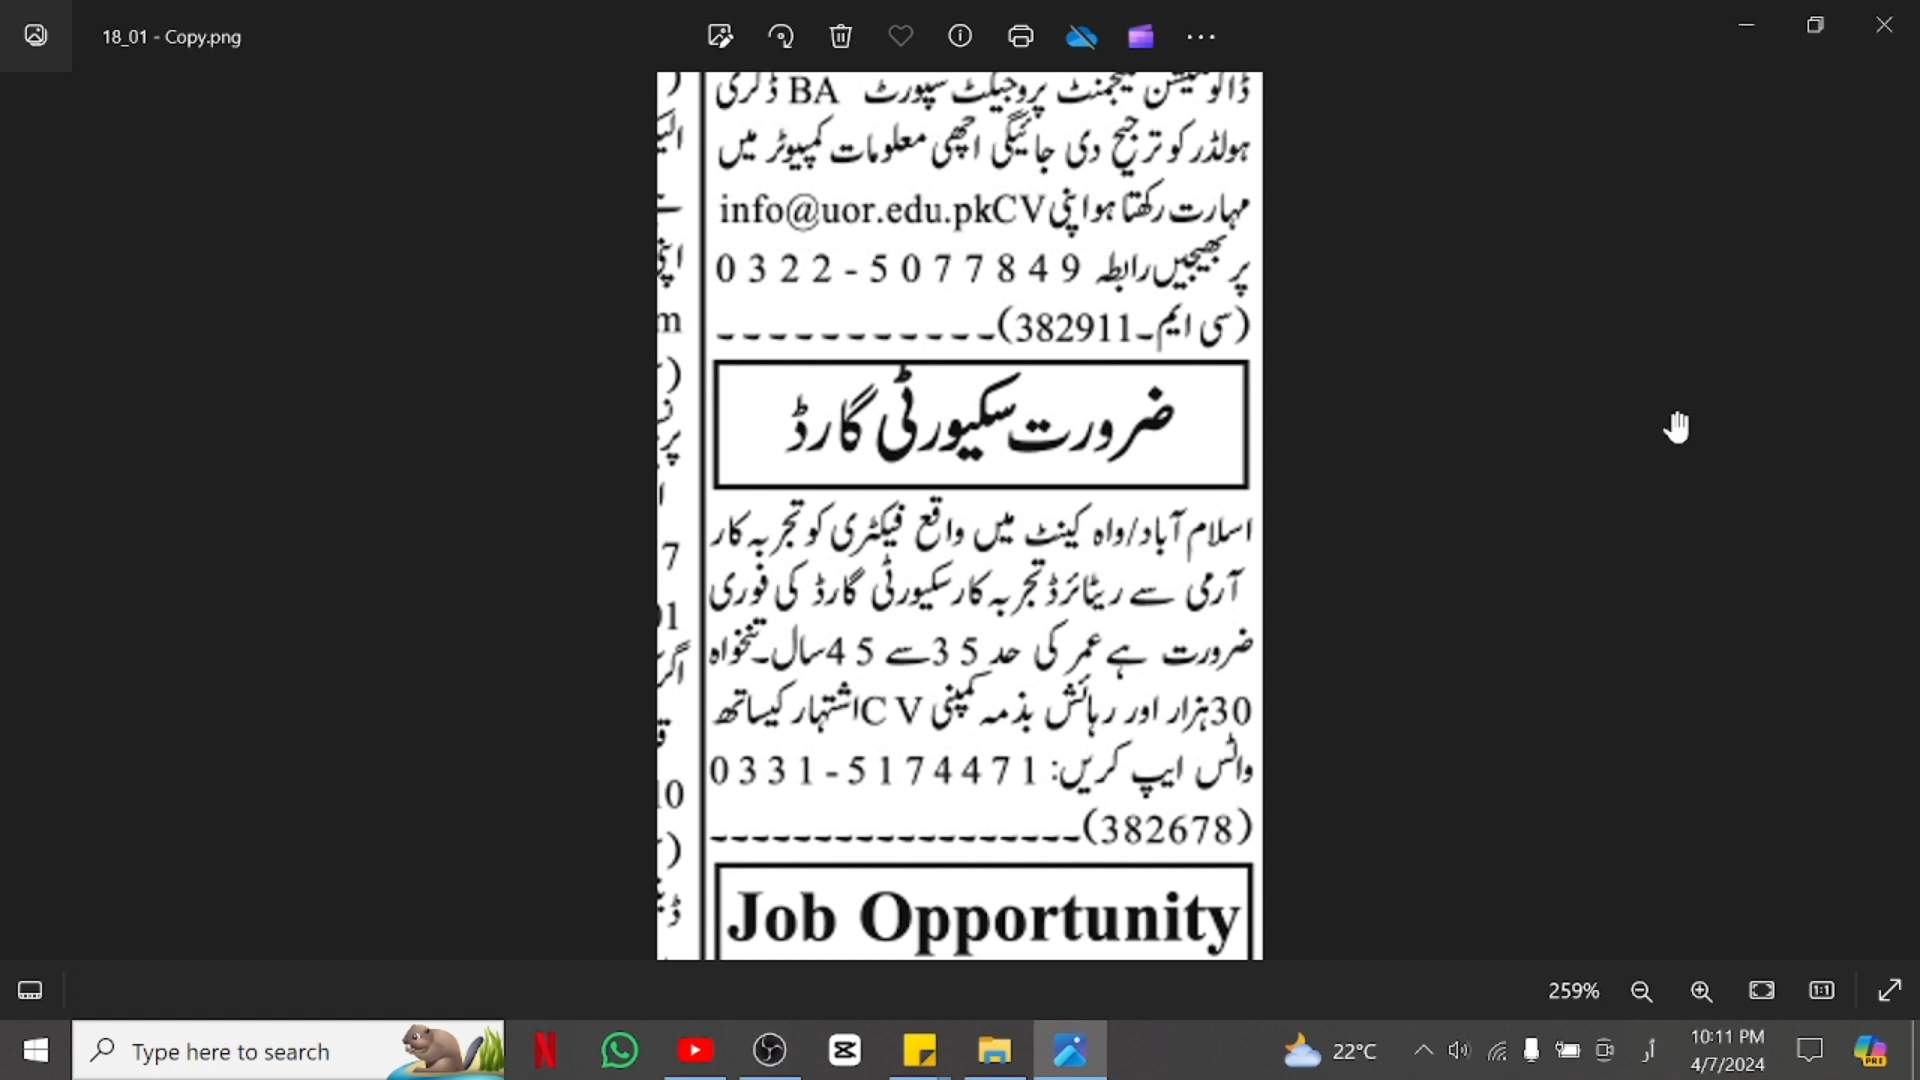 18_01 - Copy.png
ڈاکومینٹیشن مینجمنٹ پروجیکٹ سپورٹ BA ڈگری
ہولڈر کو ترجیح دی جائیگی اچھی معلومات کمپیوٹر میں
مہارت رکھتا ہو اپنی info@uor.edu.pkCV
پر بھیجیں رابطہ 0322-5077849
(سی ایم۔382911)
ضرورت سکیورٹی گارڈ
اسلام آباد/واہ کینٹ میں واقع فیکٹری کو تجربہ کار
آرمی سے ریٹائرڈ تجربہ کار سکیورٹی گارڈ کی فوری
ضرورت ہے عمر کی حد 35 سے 45 سال۔ تنخواہ
30 ہزار اور رہائش بذمہ کمپنی CV اشتہار کیساتھ
واٹس ایپ کریں: 0331-5174471
(382678)
Job Opportunity
259%
Type here to search
22°C
10:11 PM
4/7/2024